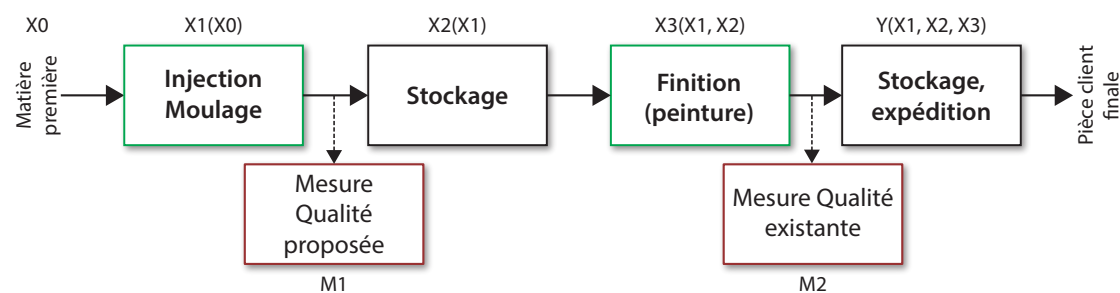 X0
X1(X0)
X2(X1)
X3(X1, X2)
Y(X1, X2, X3)
Matière
première
Injection
Moulage
Stockage
Finition
(peinture)
Stockage,
expédition
Pièce client
finale
Mesure
Qualité
proposée
Mesure Qualité
existante
M1
M2